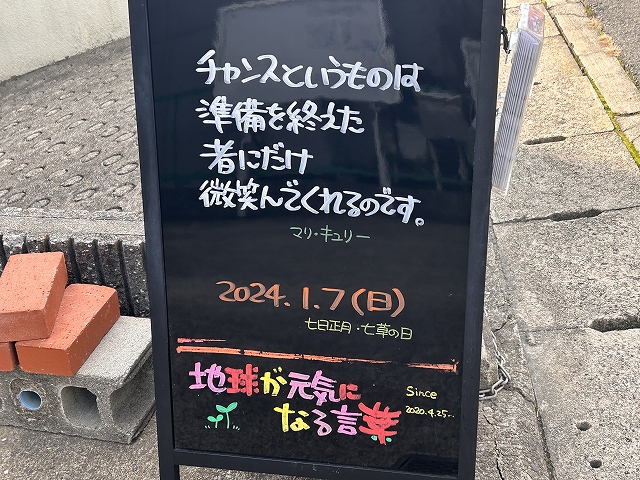 チャンスというものは
準備を終えた
者にだけ
微笑んでくれるのです。
マリ・キュリー
2024.1.7(日)
七日正月・七草の日
地球が元気に
なる言葉
Since
2020.4.25...